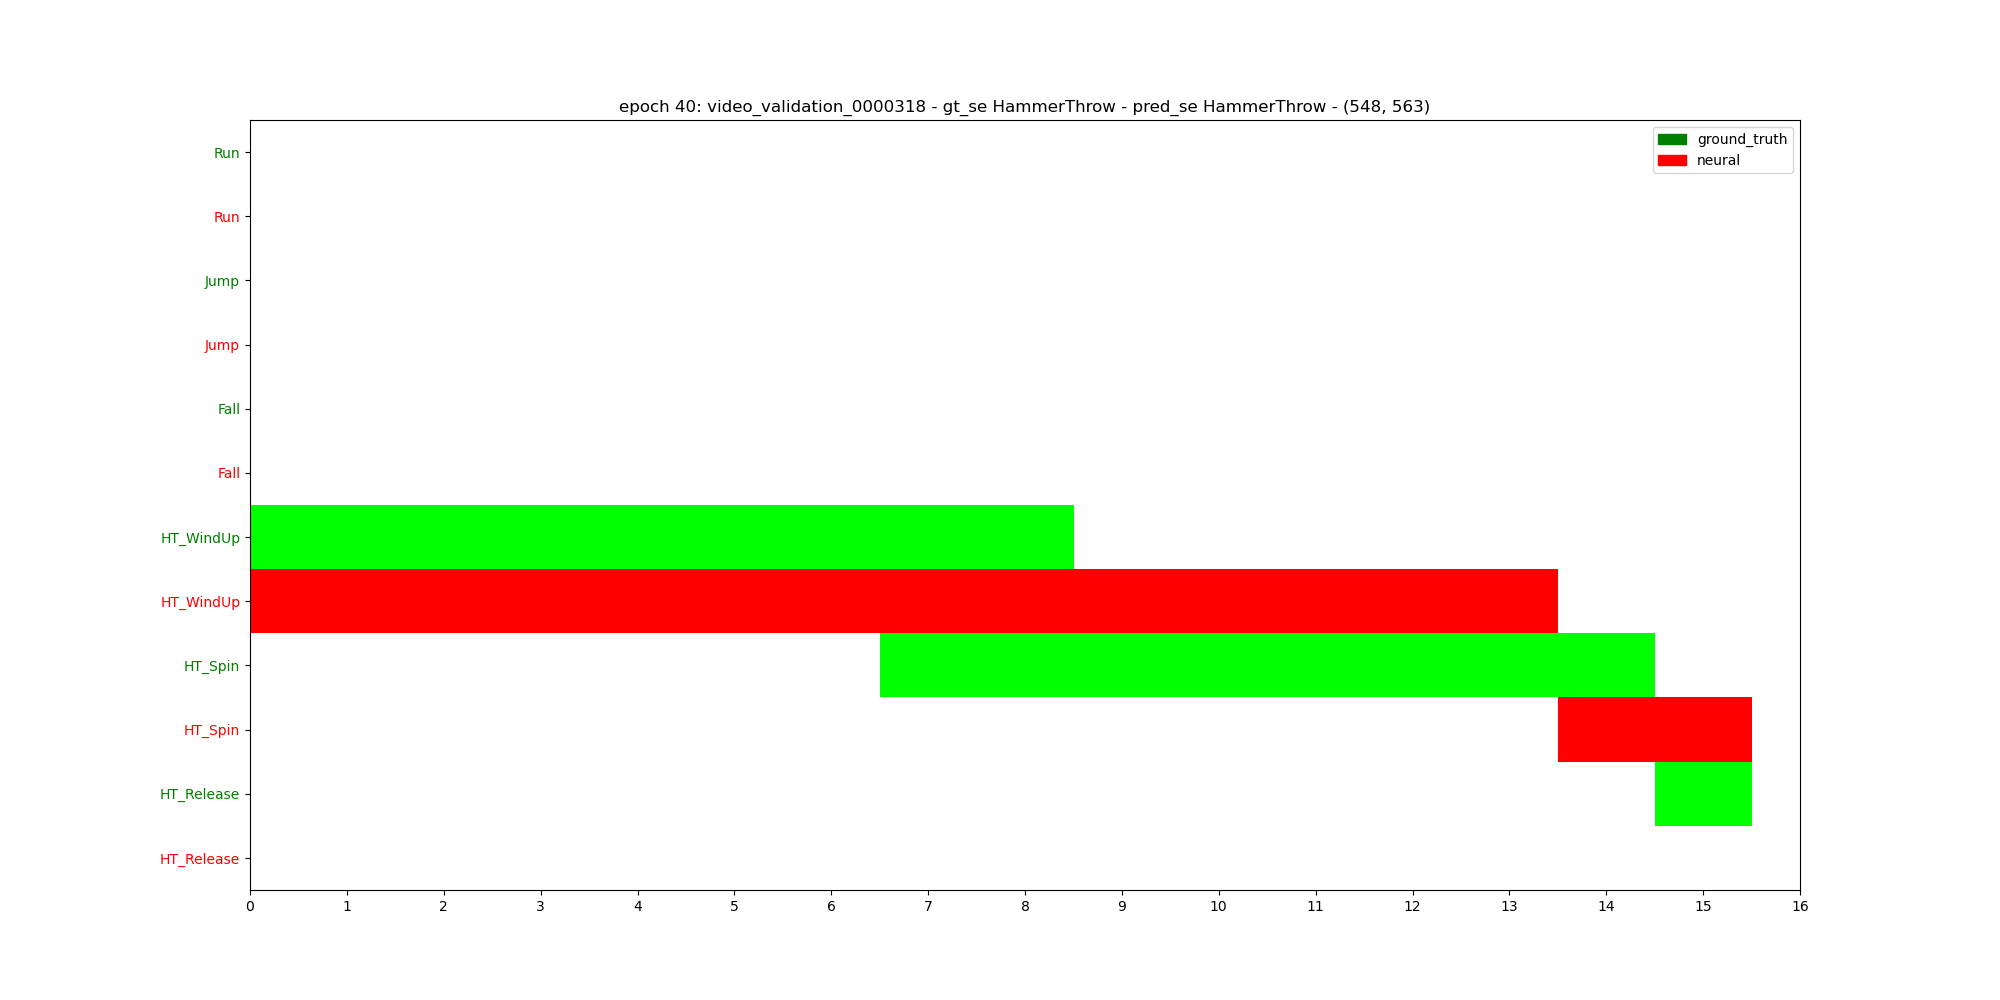 epoch 40: video_validation_0000318 - gt_se HammerThrow - pred_se HammerThrow - (548, 563)
ground_truth
neural
Run
Run
Jump
Jump
Fall
Fall
HT_WindUp
HT_WindUp
HT_Spin
HT_Spin
HT_Release
HT_Release
0 1 2 3 4 5 6 7 8 9 10 11 12 13 14 15 16